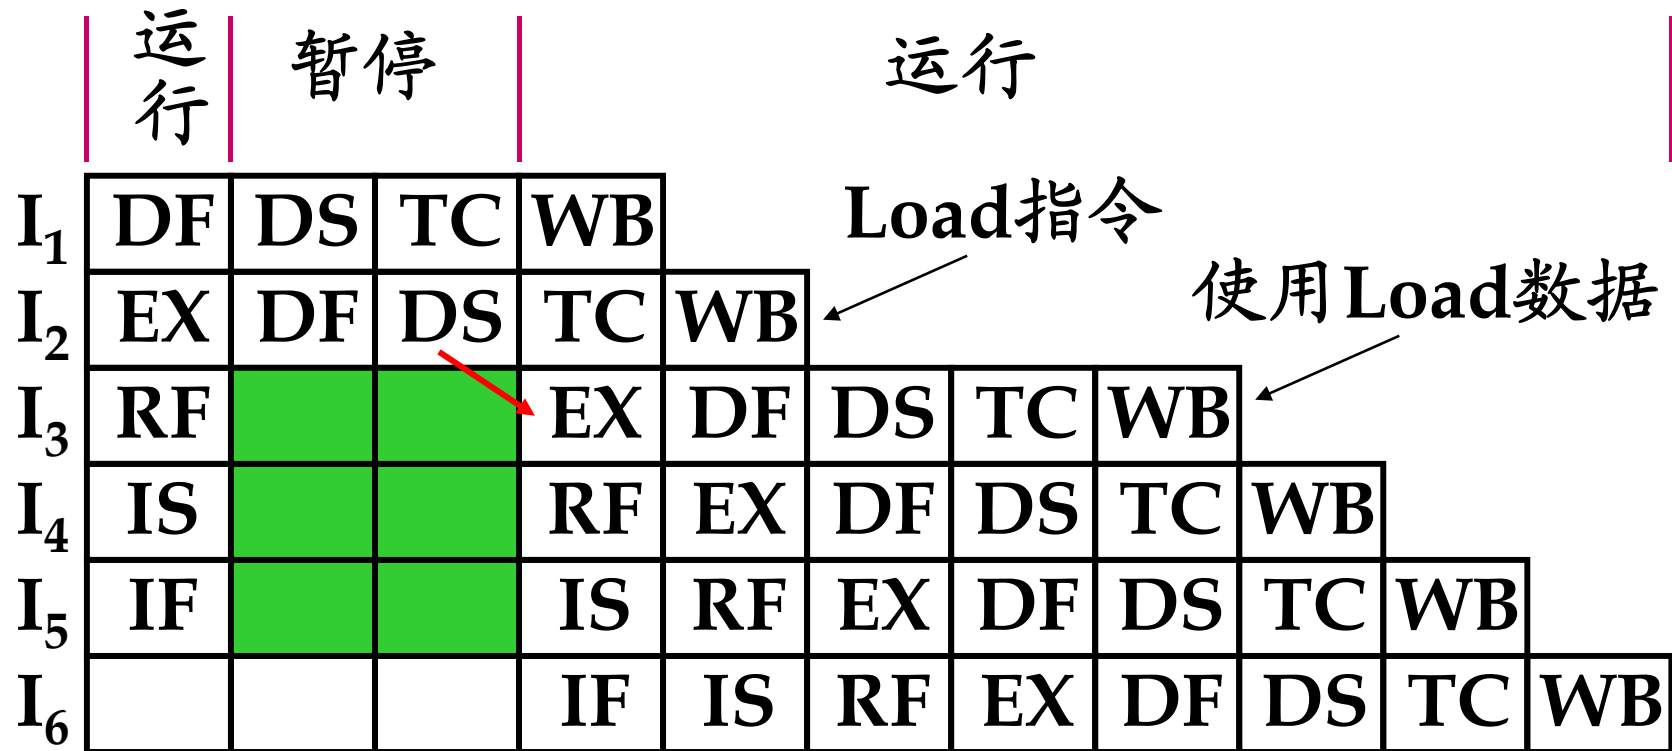 运行 暂停 运行
I1 DF DS TC WB Load指令
I2 EX DF DS TC WB 使用Load数据
I3 RF EX DF DS TC WB
I4 IS RF EX DF DS TC WB
I5 IF IS RF EX DF DS TC WB
I6 IF IS RF EX DF DS TC WB